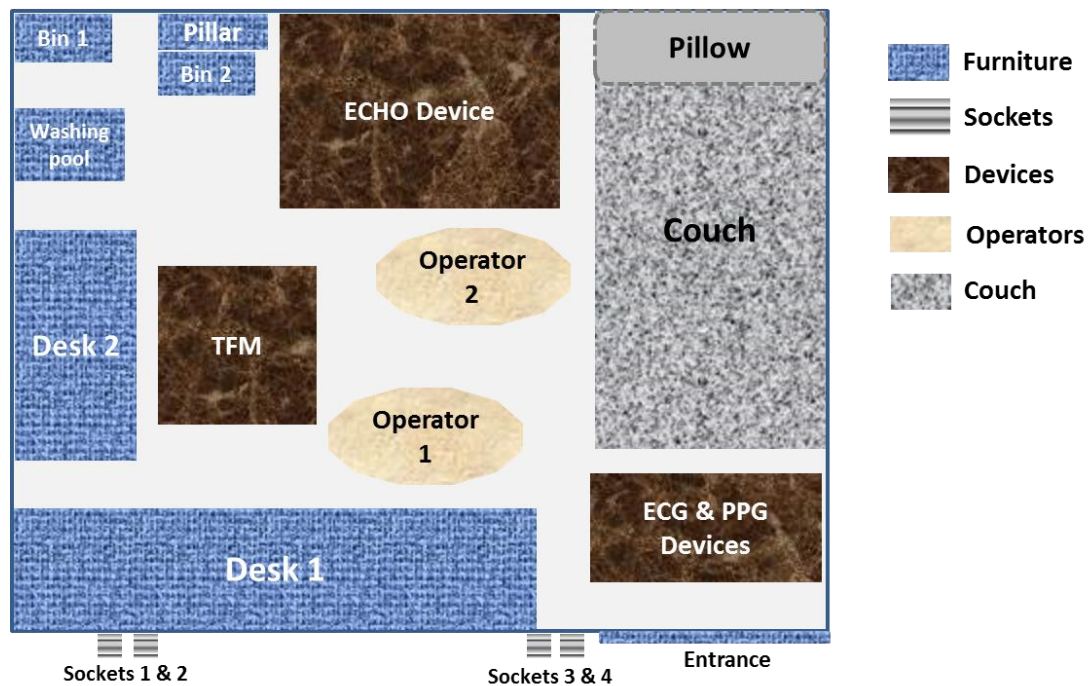 Bin 1
Pillar
Bin 2
ECHO Device
Pillow
Washing
pool
Couch
Operator
2
Desk 2
TFM
Operator
1
ECG & PPG
Devices
Desk 1
Sockets 1 & 2
Sockets 3 & 4
Entrance
Furniture
Sockets
Devices
Operators
Couch